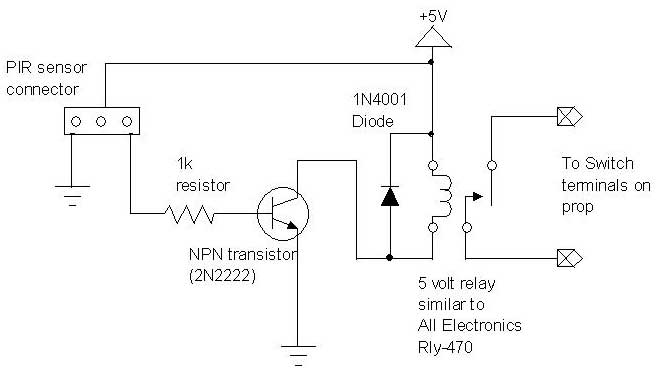 +5V
PIR sensor
connector
1N4001
Diode
1k
resistor
To Switch
terminals on
prop
NPN transistor
(2N2222)
5 volt relay
similar to
All Electronics
Rly-470